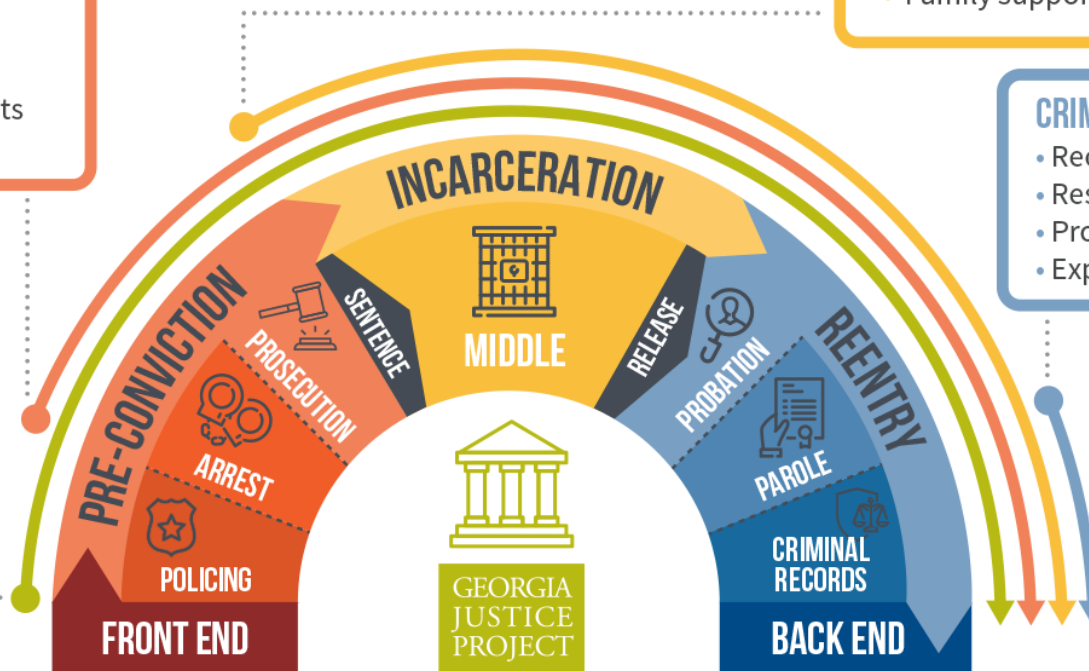 ts
INCARCERATION
PRE-CONVICTION
PROSECUTION
SENTENCE
MIDDLE
RELEASE
PROBATION
REENTRY
ARREST
PAROLE
POLICING
CRIMINAL
RECORDS
FRONT END
BACK END
GEORGIA
JUSTICE
PROJECT